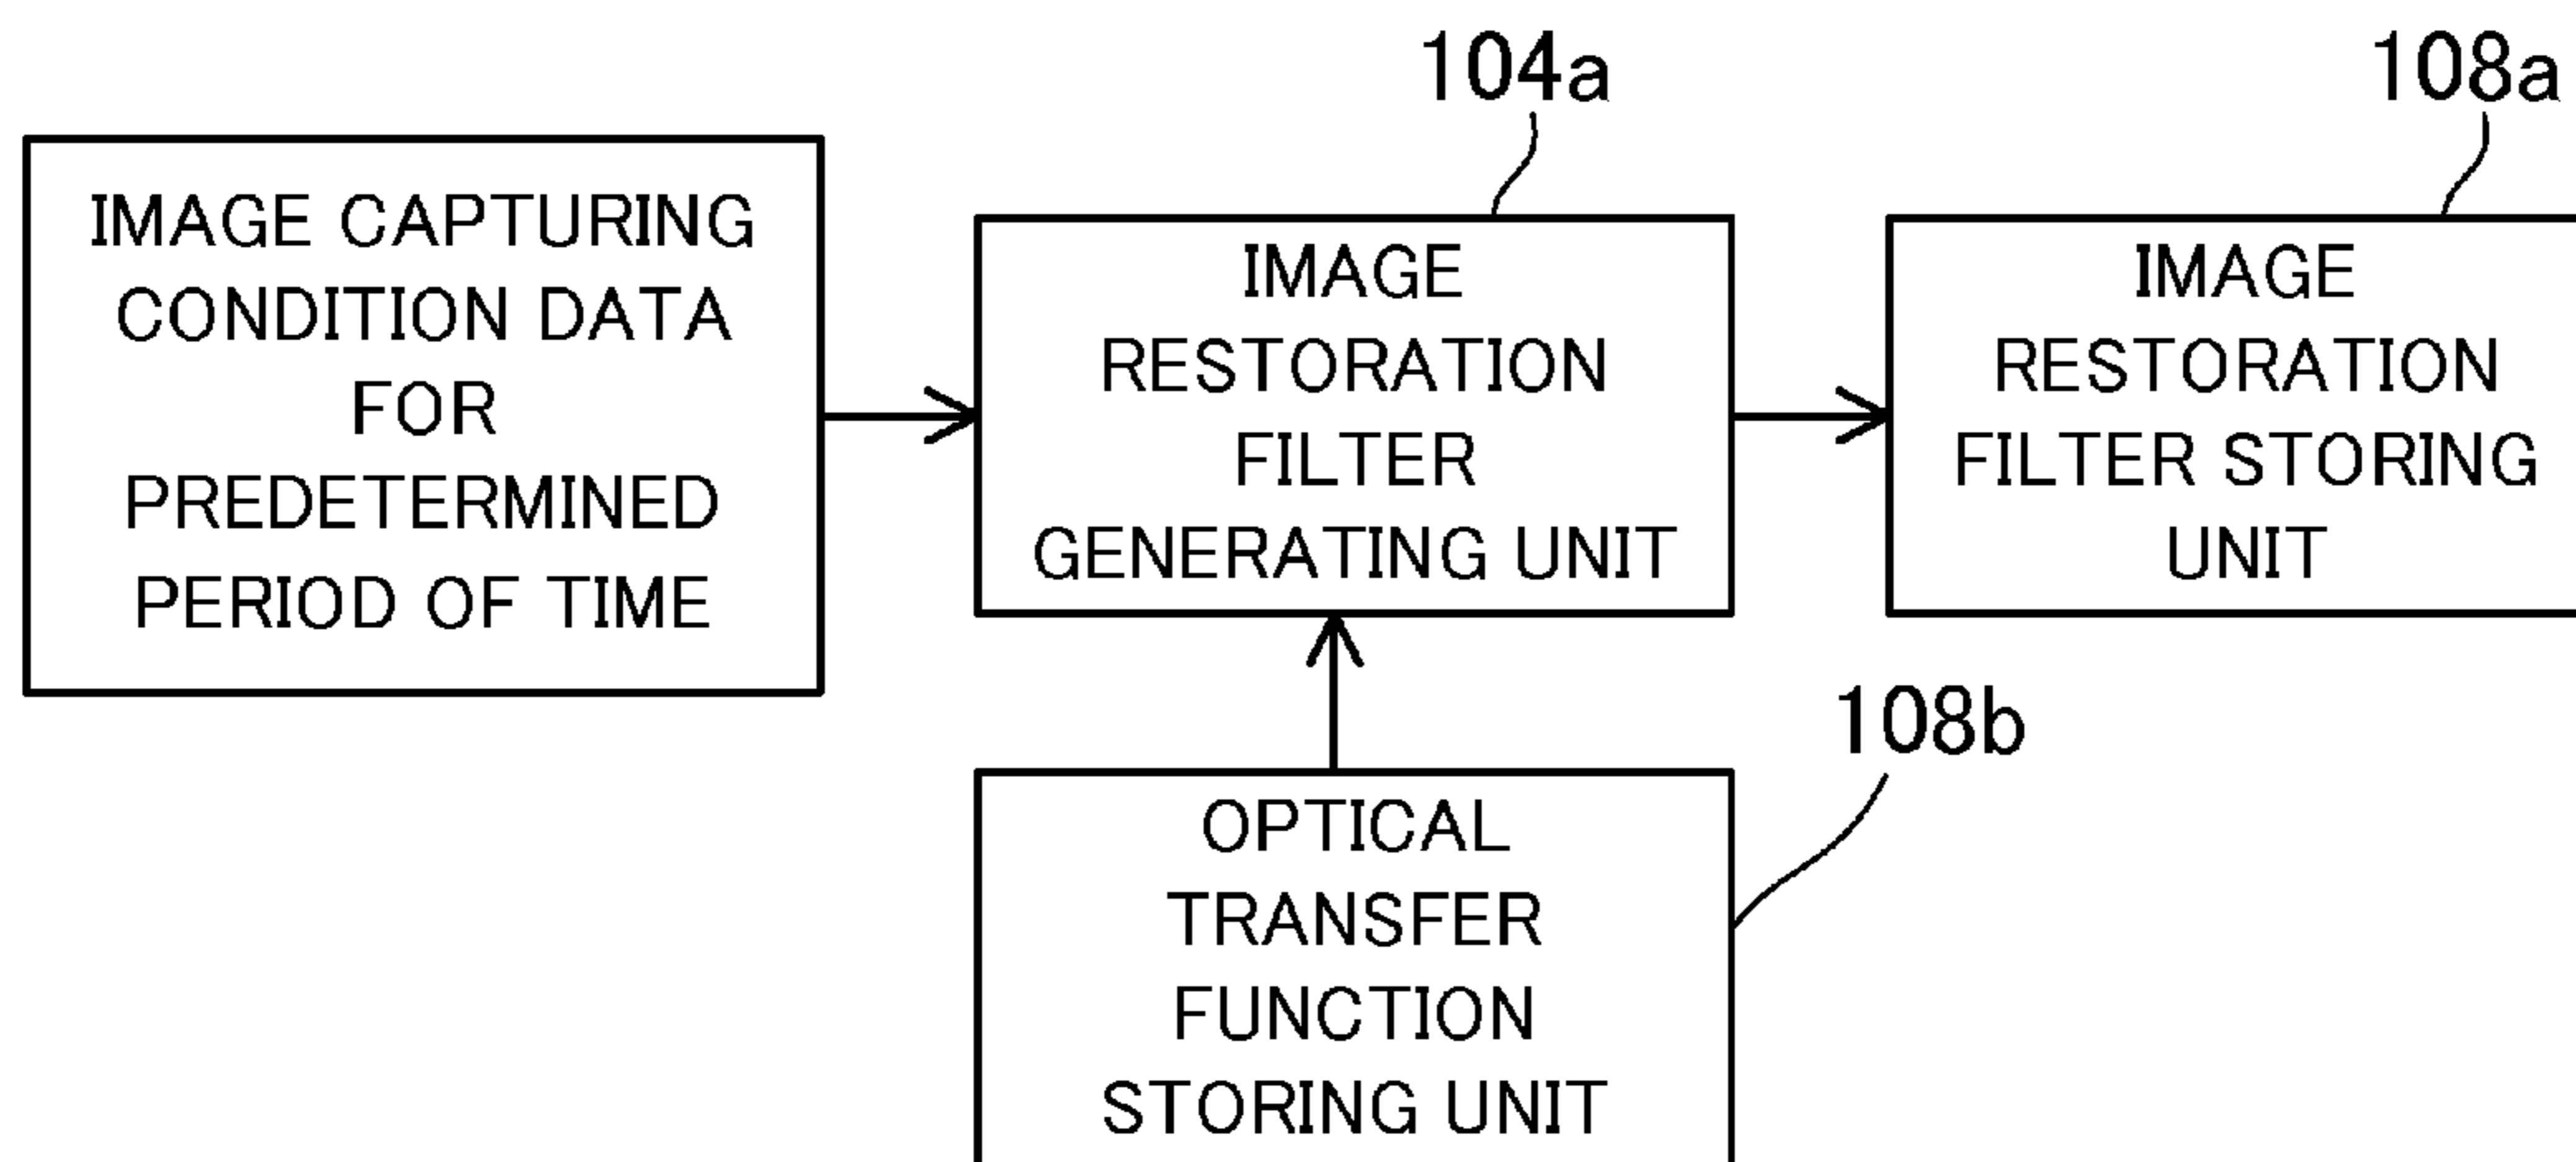 104a
108a
IMAGE CAPTURING
CONDITION DATA
FOR
PREDETERMINED
PERIOD OF TIME
IMAGE
RESTORATION
FILTER
GENERATING UNIT
IMAGE
RESTORATION
FILTER STORING
UNIT
108b
OPTICAL
TRANSFER
FUNCTION
STORING UNIT